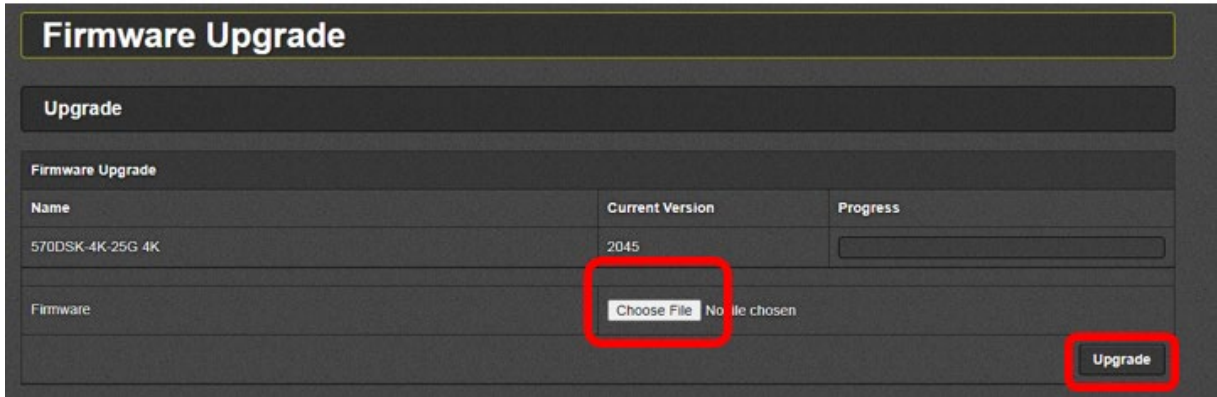 Firmware Upgrade
Upgrade
Firmware Upgrade
Name Current Version Progress
570DSK-4K-25G 4K 2045
Firmware Choose File No file chosen
Upgrade